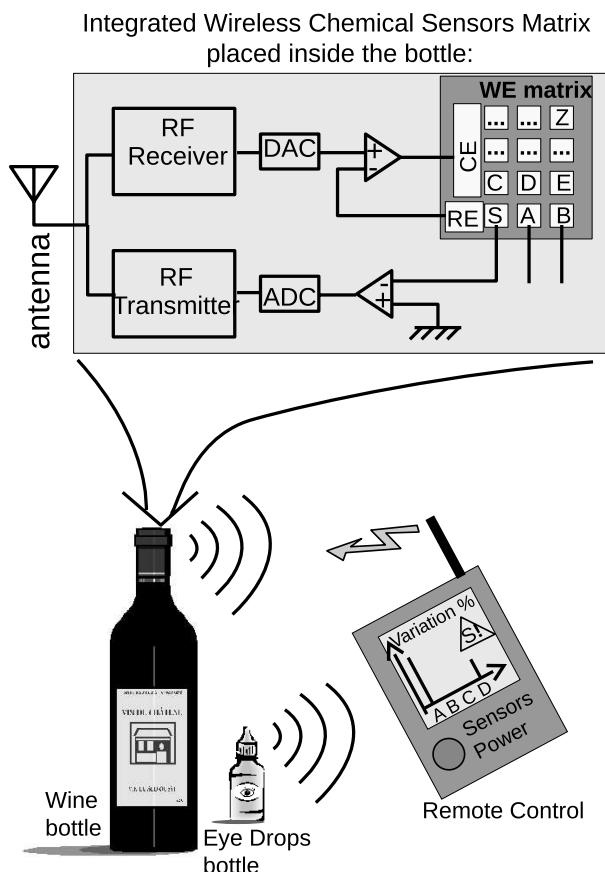 Integrated Wireless Chemical Sensors Matrix
placed inside the bottle:
WE matrix
RF
Receiver
DAC
+
-
CE
... ... Z
... ... ...
C D E
RE S A B
antenna
RF
Transmitter
ADC
-
+
Variation %
S!
A B C D
Sensors
Power
Remote Control
Wine
bottle
Eye Drops
bottle